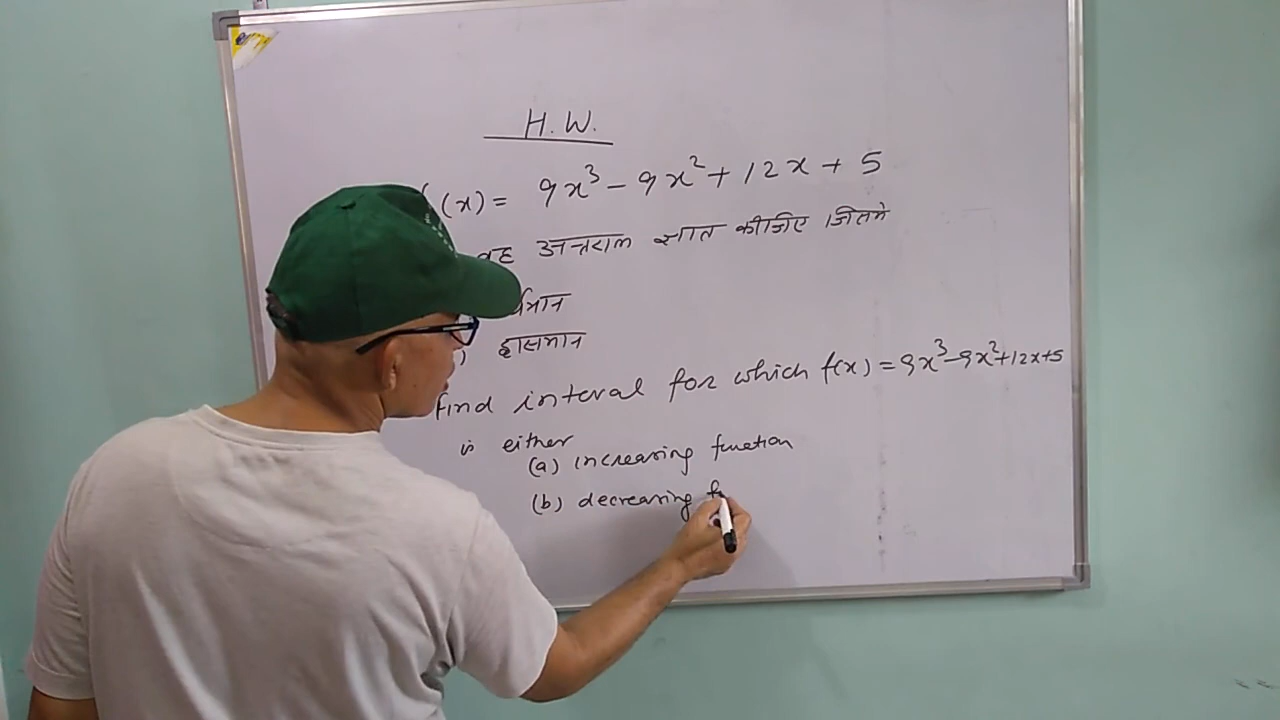 H.W.
(x) = 9x³ - 9x² + 12x + 5
वह अन्तराल ज्ञात कीजिए जिसमे
र्धमान
) ह्रासमान
find interval for which f(x) = 9x³-9x²+12x+5
is either
(a) increasing function
(b) decreasing f